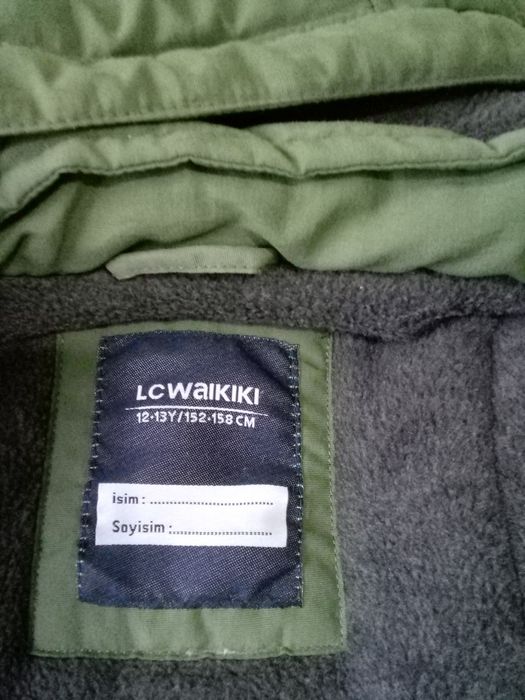 LCWAIKIKI
12-13Y/152-158 CM
isim : ................................
Soyisim : ...........................